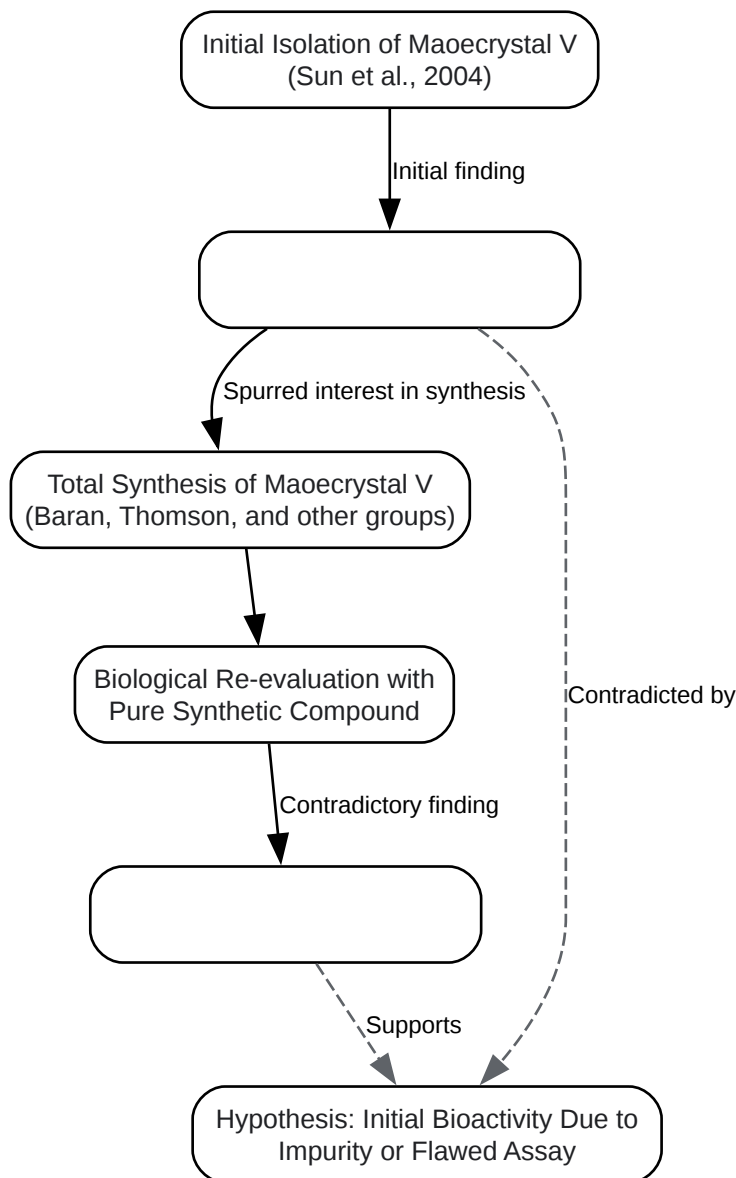 Initial Isolation of Maoecrystal V
(Sun et al., 2004)
Initial finding
Spurred interest in synthesis
Total Synthesis of Maoecrystal V
(Baran, Thomson, and other groups)
Biological Re-evaluation with
Pure Synthetic Compound
Contradicted by
Contradictory finding
Supports
Hypothesis: Initial Bioactivity Due to
Impurity or Flawed Assay